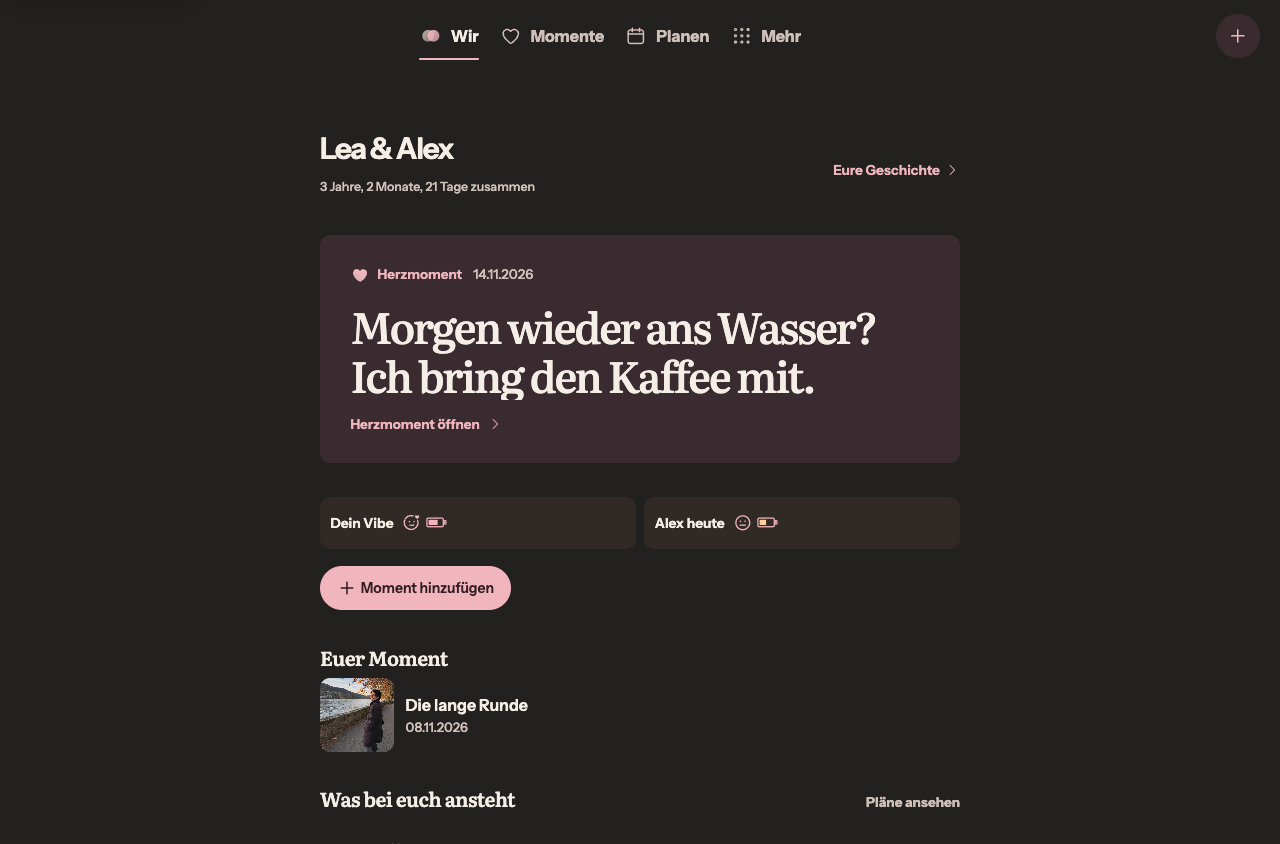 Wir
Momente
Planen
Mehr
Lea & Alex
3 Jahre, 2 Monate, 21 Tage zusammen
Eure Geschichte
Herzmoment 14.11.2026
Morgen wieder ans Wasser?
Ich bring den Kaffee mit.
Herzmoment öffnen
Dein Vibe
Alex heute
Moment hinzufügen
Euer Moment
Die lange Runde
08.11.2026
Was bei euch ansteht
Pläne ansehen